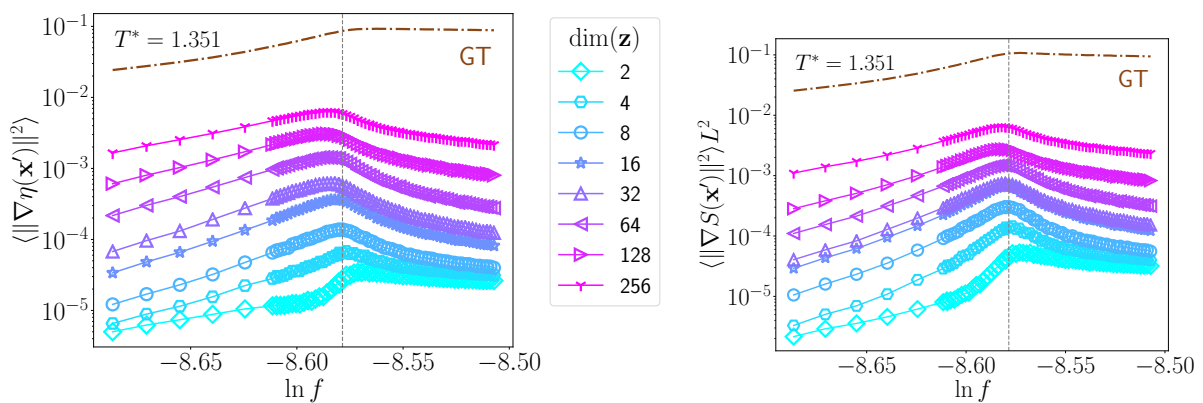 10⁻¹
10⁻²
10⁻³
10⁻⁴
10⁻⁵
⟨‖∇η(x′)‖²⟩
T* = 1.351
GT
−8.65
−8.60
−8.55
−8.50
ln f
dim(z)
2
4
8
16
32
64
128
256
10⁻¹
10⁻²
10⁻³
10⁻⁴
10⁻⁵
⟨‖∇S(x′)‖²⟩L²
T* = 1.351
GT
−8.65
−8.60
−8.55
−8.50
ln f